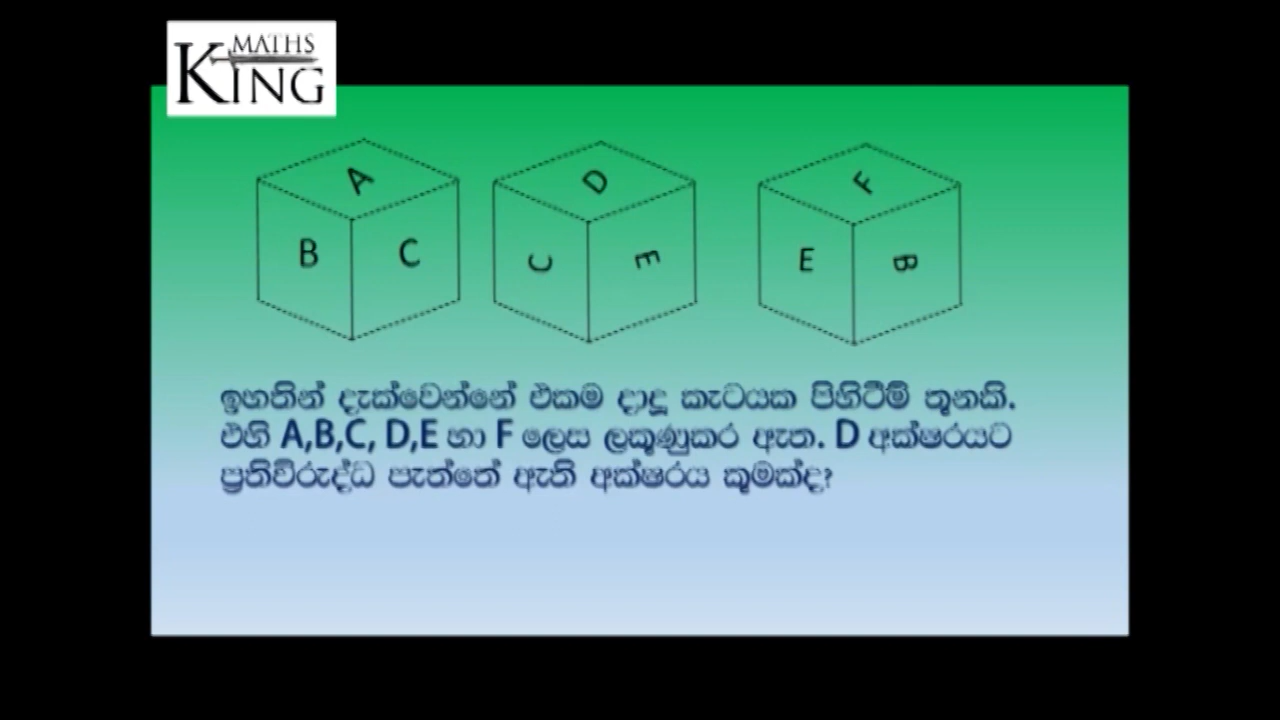 MATHS
KING
A
B C
D
C E
F
E B
ඉහතින් දැක්වෙන්නේ එකම දාදු කැටයක පිහිටීම් තුනකි.
එහි A,B,C, D,E හා F ලෙස ලකුණුකර ඇත. D අක්ෂරයට
ප්‍රතිවිරුද්ධ පැත්තේ ඇති අක්ෂරය කුමක්ද?